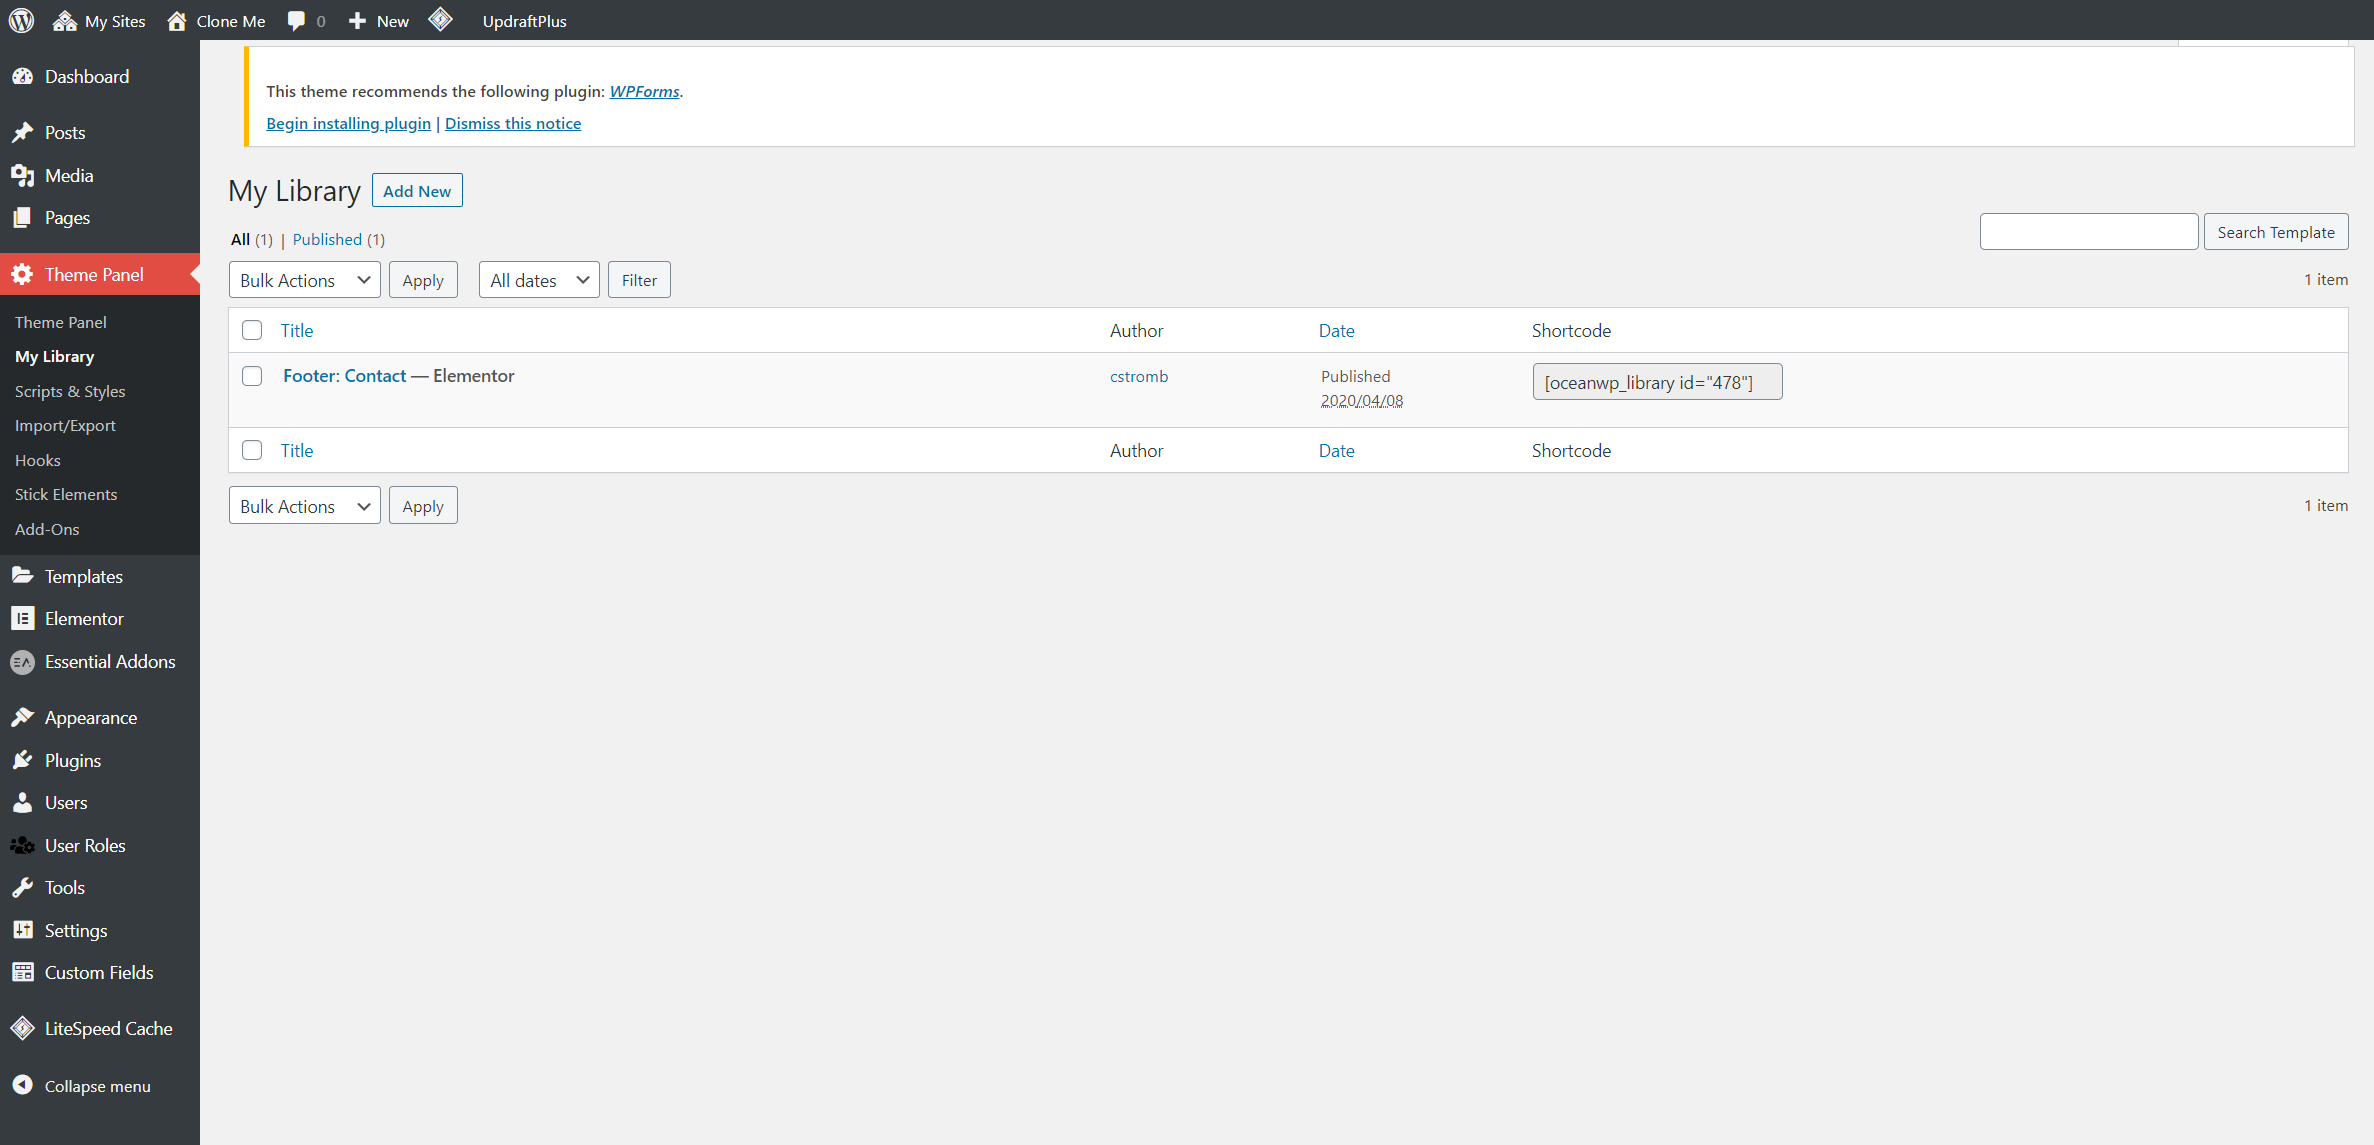 My Sites Clone Me 0 New UpdraftPlus
Dashboard
Posts
Media
Pages
Theme Panel
Theme Panel
My Library
Scripts & Styles
Import/Export
Hooks
Stick Elements
Add-Ons
Templates
Elementor
Essential Addons
Appearance
Plugins
Users
User Roles
Tools
Settings
Custom Fields
LiteSpeed Cache
Collapse menu
This theme recommends the following plugin: WPForms.
Begin installing plugin | Dismiss this notice
My Library Add New
All (1) | Published (1)
Search Template
Bulk Actions Apply All dates Filter 1 item
Title Author Date Shortcode
Footer: Contact — Elementor cstromb Published [oceanwp_library id="478"]
2020/04/08
Title Author Date Shortcode
Bulk Actions Apply 1 item